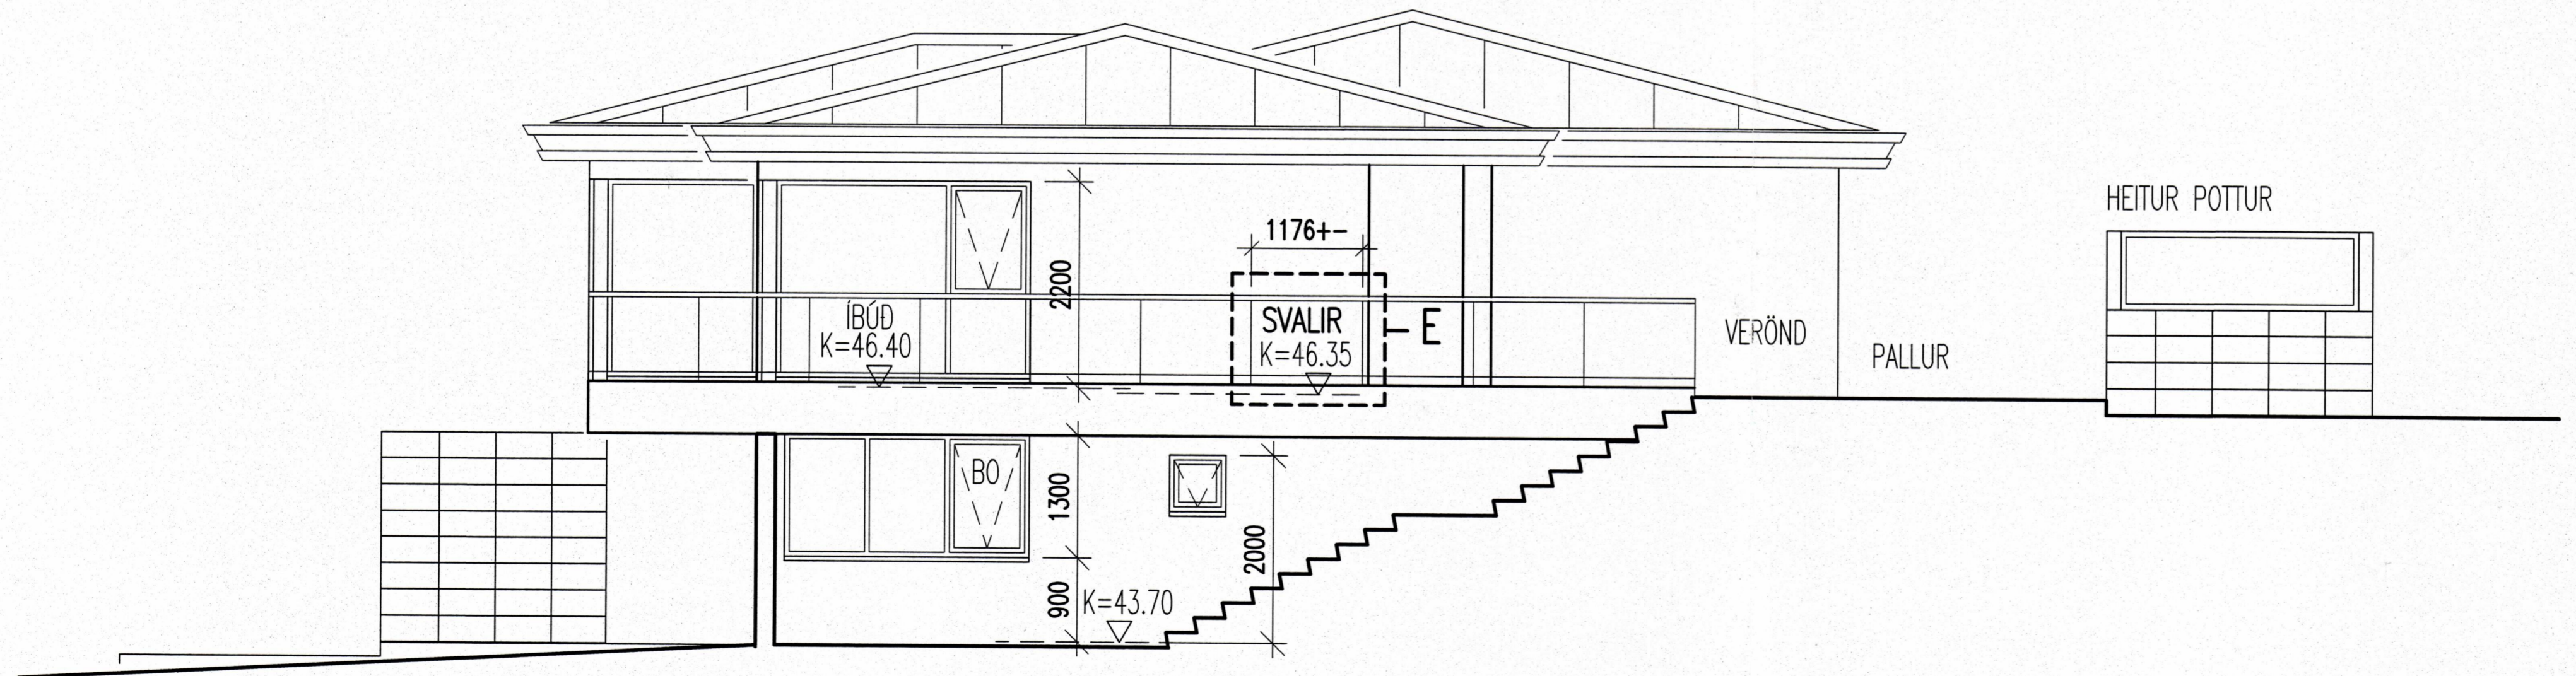 HEITUR POTTUR
1176+-
2200
ÍBÚÐ
K=46.40
SVALIR
K=46.35
E
VERÖND
PALLUR
BO
1300
2000
900
K=43.70